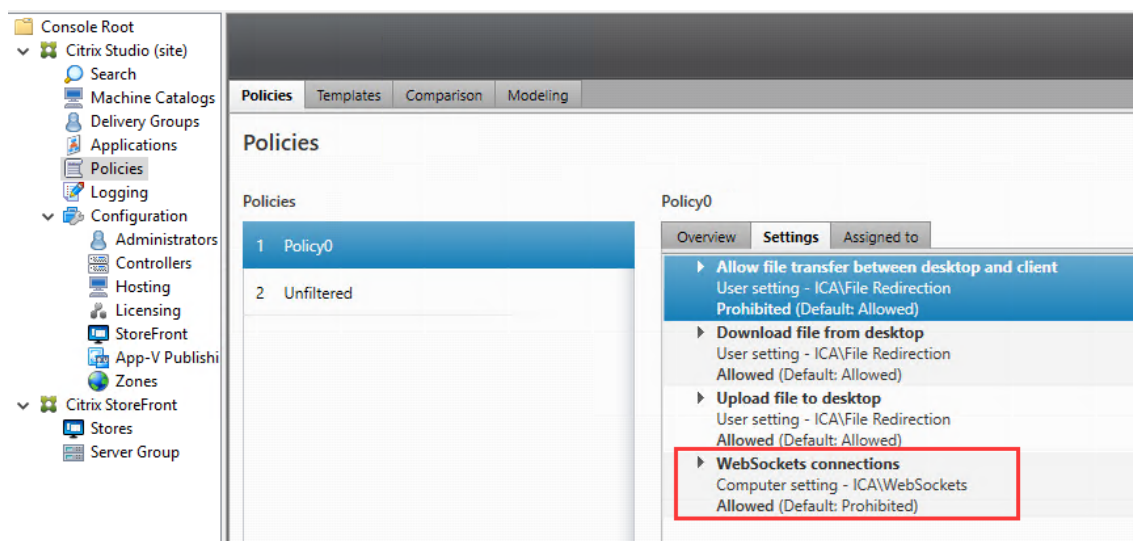 Console Root
Citrix Studio (site)
Search
Machine Catalogs
Delivery Groups
Applications
Policies
Logging
Configuration
Administrators
Controllers
Hosting
Licensing
StoreFront
App-V Publishi
Zones
Citrix StoreFront
Stores
Server Group
Policies Templates Comparison Modeling
Policies
Policies
1 Policy0
2 Unfiltered
Policy0
Overview Settings Assigned to
Allow file transfer between desktop and client
User setting - ICA\File Redirection
Prohibited (Default: Allowed)
Download file from desktop
User setting - ICA\File Redirection
Allowed (Default: Allowed)
Upload file to desktop
User setting - ICA\File Redirection
Allowed (Default: Allowed)
WebSockets connections
Computer setting - ICA\WebSockets
Allowed (Default: Prohibited)